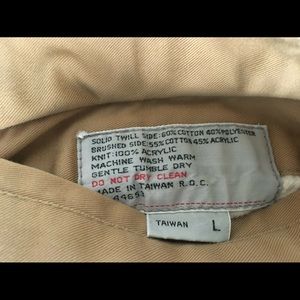 SOLID TWILL SIDE: 60% COTTON 40% POLYESTER
BRUSHED SIDE: 55% COTTON 45% ACRYLIC
KNIT: 100% ACRYLIC
MACHINE WASH WARM
GENTLE TUMBLE DRY
DO NOT DRY CLEAN
MADE IN TAIWAN R.O.C.
TAIWAN L